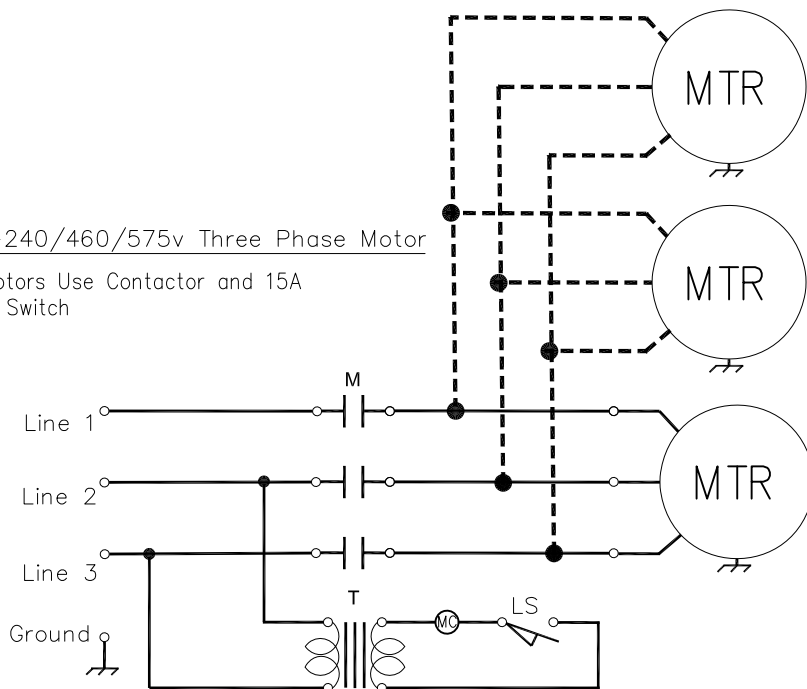 MTR
-240/460/575v Three Phase Motor
MTR
otors Use Contactor and 15A
Switch
M
Line 1
Line 2
MTR
Line 3
T
LS
MC
Ground